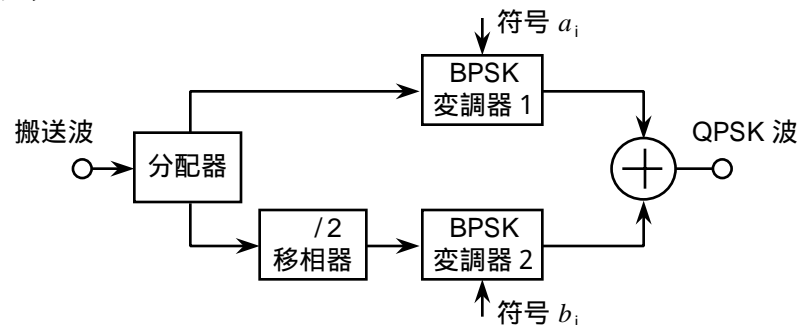 符号 aᵢ
BPSK
変調器 1
搬送波
分配器
QPSK 波
/2
移相器
BPSK
変調器 2
符号 bᵢ